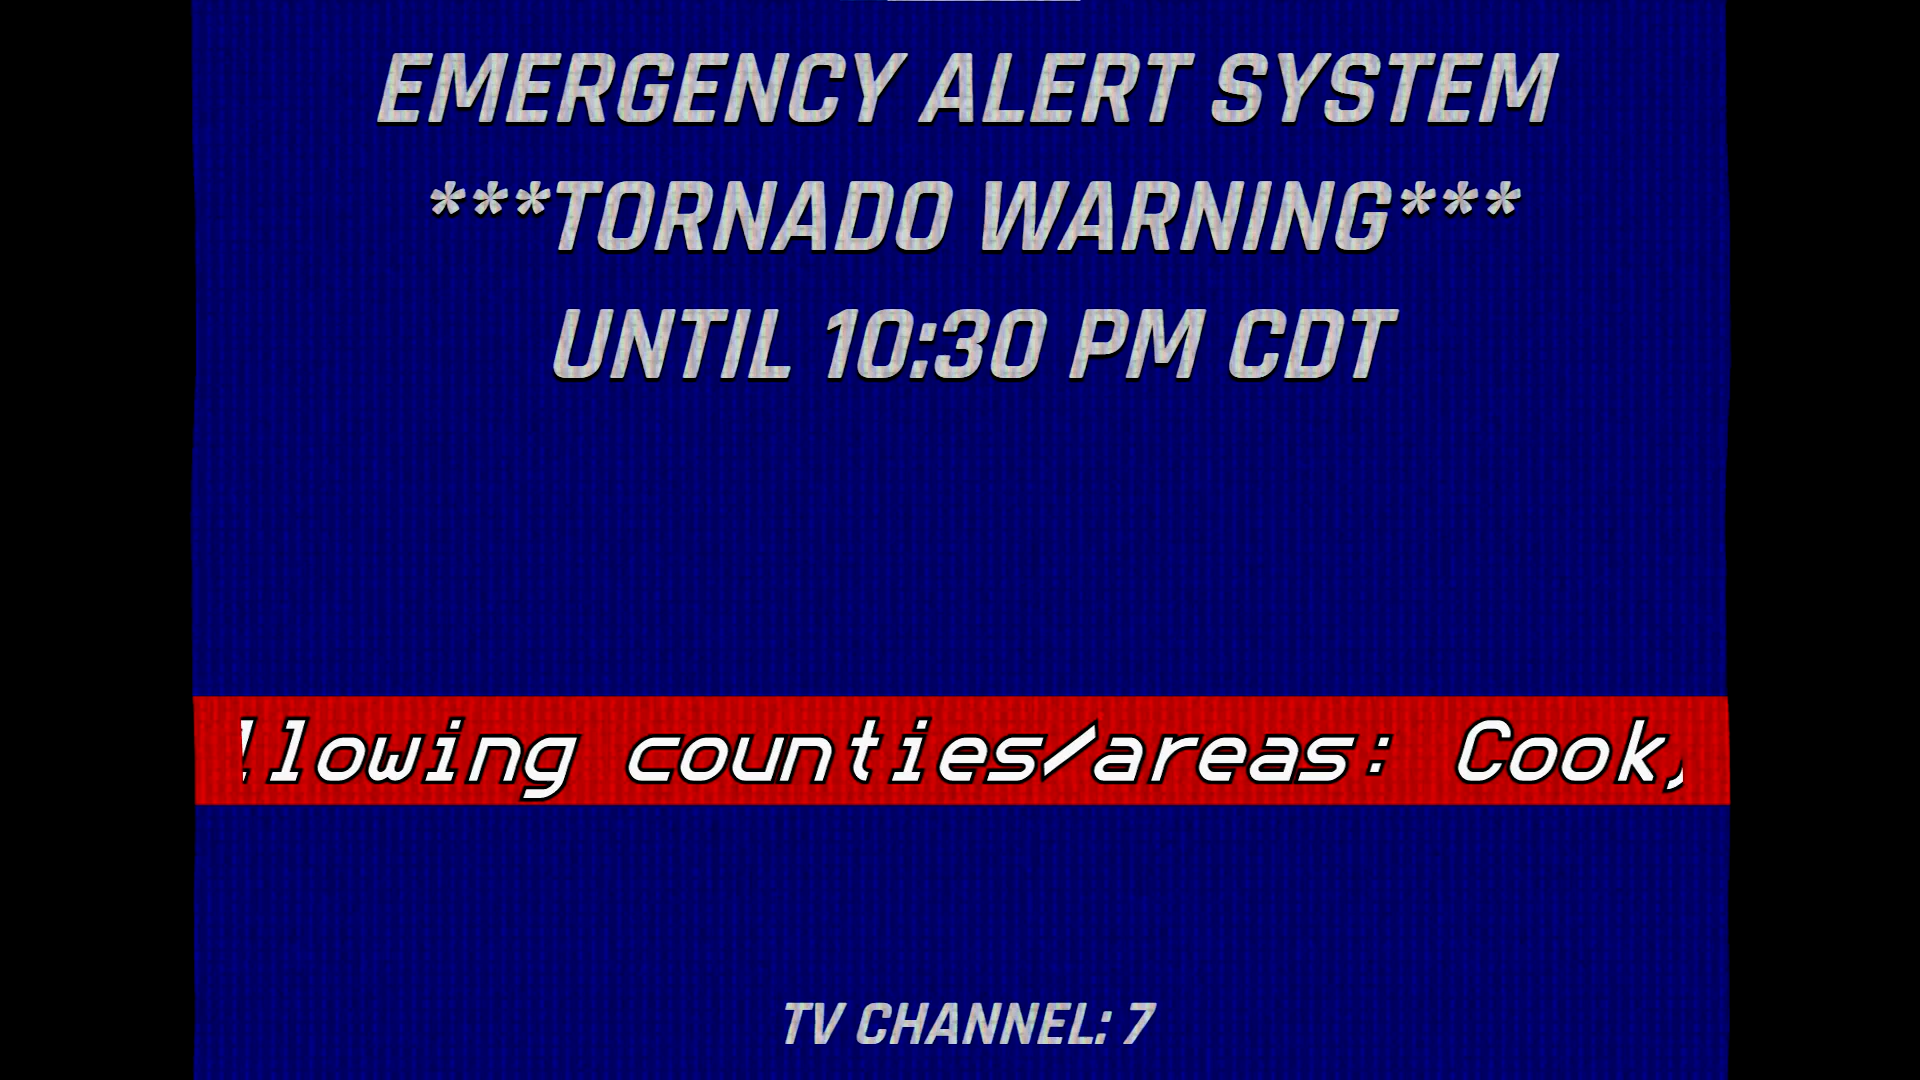 EMERGENCY ALERT SYSTEM
***TORNADO WARNING***
UNTIL 10:30 PM CDT
llowing counties/areas: Cook,
TV CHANNEL: 7